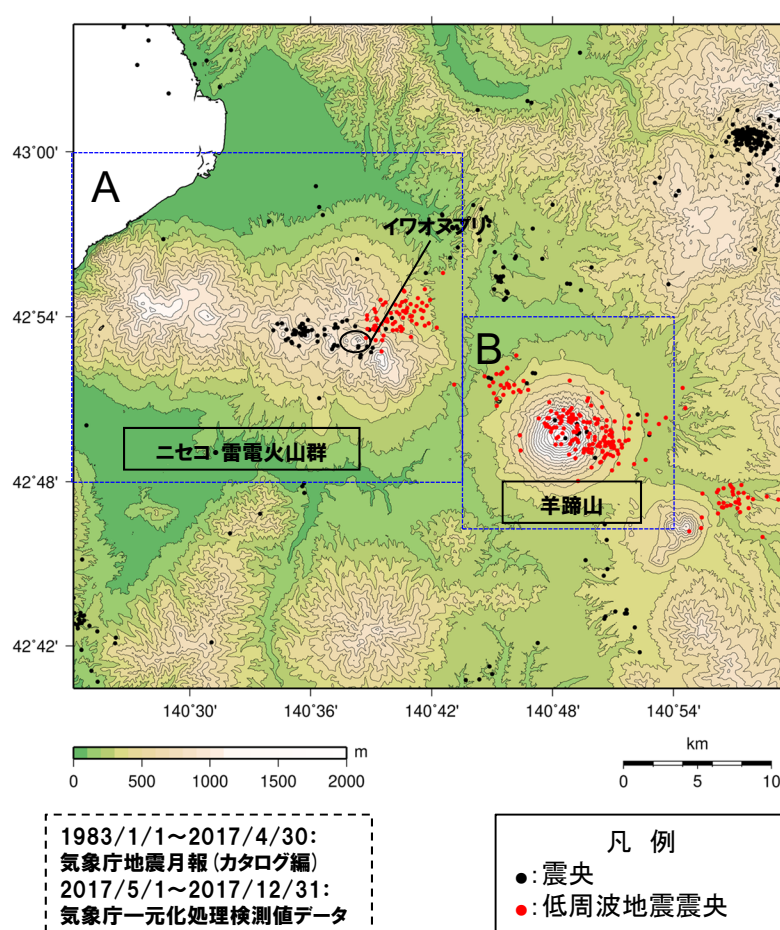 43˚00'
A
イワオヌプリ
42˚54'
B
ニセコ・雷電火山群
42˚48'
羊蹄山
42˚42'
140˚30' 140˚36' 140˚42' 140˚48' 140˚54'
m
0 500 1000 1500 2000
km
0 5 10
1983/1/1～2017/4/30:
気象庁地震月報(カタログ編)
2017/5/1～2017/12/31:
気象庁一元化処理検測値データ
凡 例
●:震央
●:低周波地震震央